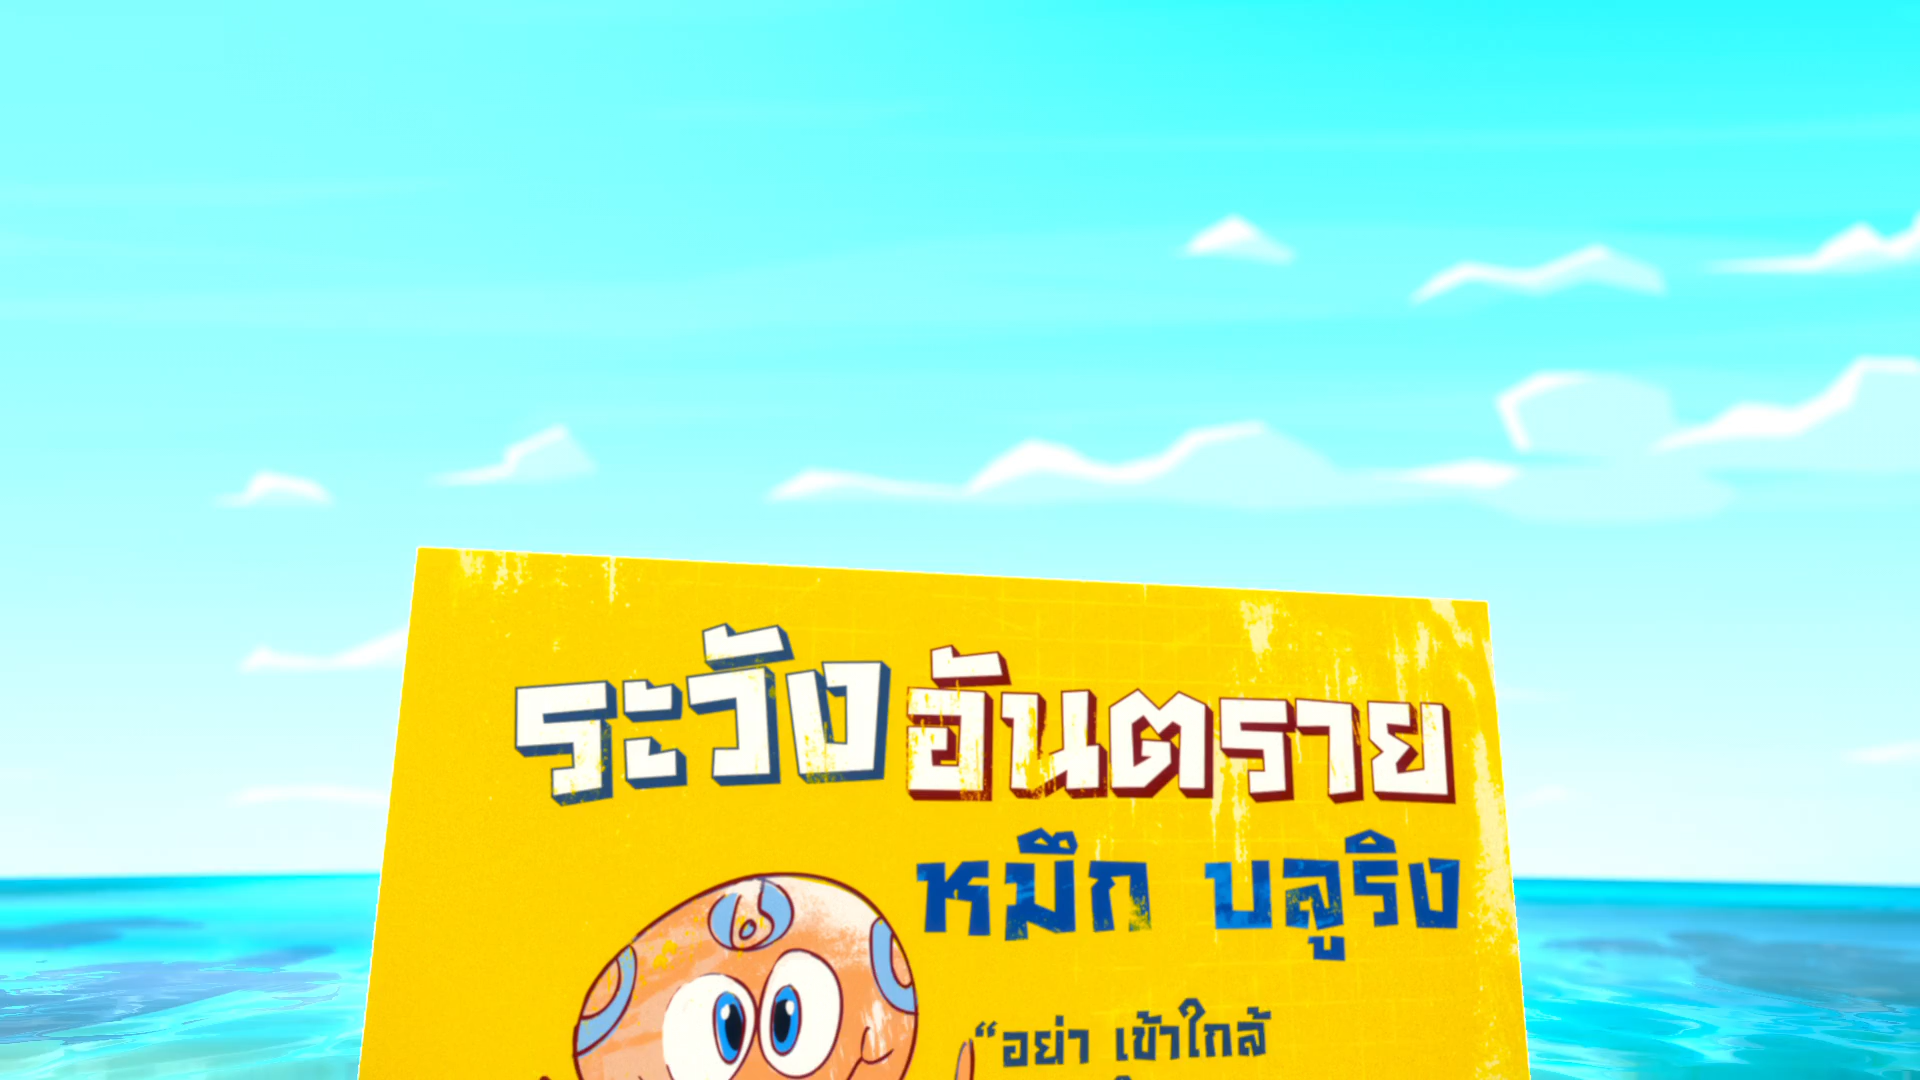 ระวังอันตราย
หมึก บลูริง
“อย่า เข้าใกล้